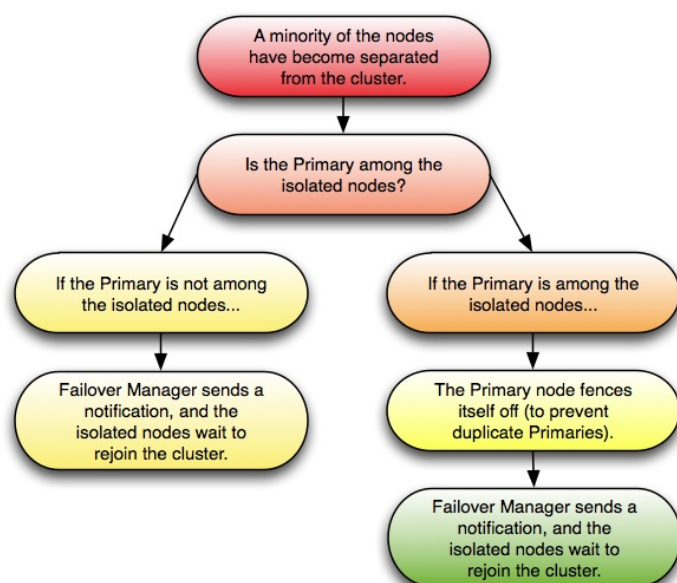 A minority of the nodes
have become separated
from the cluster.
Is the Primary among the
isolated nodes?
If the Primary is not among
the isolated nodes...
If the Primary is among the
isolated nodes...
Failover Manager sends a
notification, and the
isolated nodes wait to
rejoin the cluster.
The Primary node fences
itself off (to prevent
duplicate Primaries).
Failover Manager sends a
notification, and the
isolated nodes wait to
rejoin the cluster.